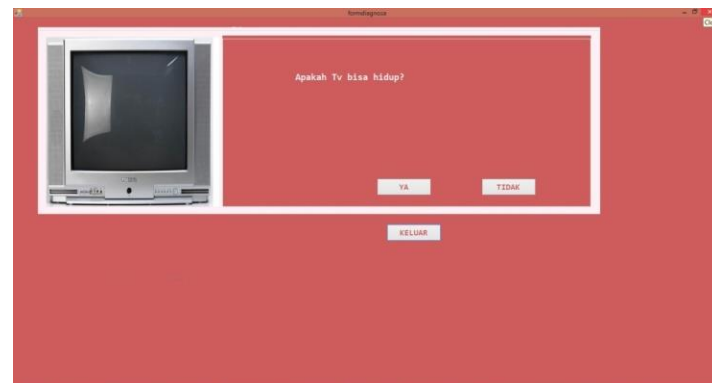 formdiagnosa
Apakah Tv bisa hidup?
YA
TIDAK
KELUAR